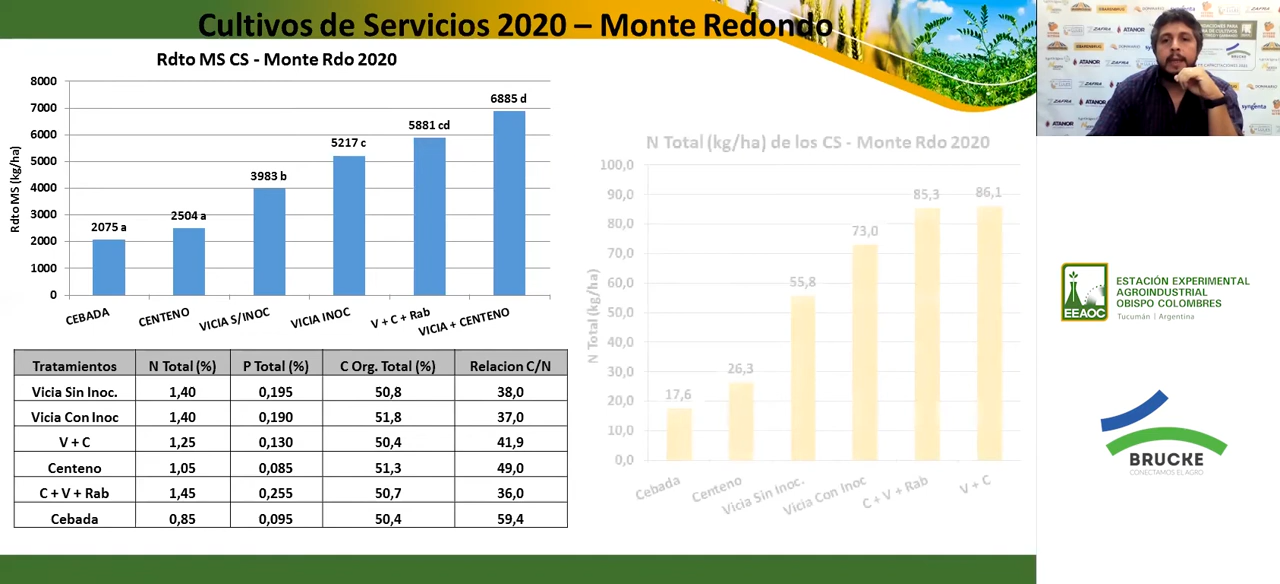 Cultivos de Servicios 2020 – Monte Redondo
Rdto MS CS - Monte Rdo 2020
Rdto MS (kg/ha)
8000
7000
6000
5000
4000
3000
2000
1000
0
2075 a
2504 a
3983 b
5217 c
5881 cd
6885 d
CEBADA
CENTENO
VICIA S/INOC
VICIA INOC
V + C + Rab
VICIA + CENTENO
Tratamientos N Total (%) P Total (%) C Org. Total (%) Relacion C/N
Vicia Sin Inoc. 1,40 0,195 50,8 38,0
Vicia Con Inoc 1,40 0,190 51,8 37,0
V + C 1,25 0,130 50,4 41,9
Centeno 1,05 0,085 51,3 49,0
C + V + Rab 1,45 0,255 50,7 36,0
Cebada 0,85 0,095 50,4 59,4
N Total (kg/ha) de los CS - Monte Rdo 2020
N Total (kg/ha)
100,0
90,0
80,0
70,0
60,0
50,0
40,0
30,0
20,0
10,0
0,0
17,6
26,3
55,8
73,0
85,3
86,1
Cebada
Centeno
Vicia Sin Inoc.
Vicia Con Inoc
C + V + Rab
V + C
ZAFRA
ATANOR
syngenta
EEAOC
ESTACIÓN EXPERIMENTAL
AGROINDUSTRIAL
OBISPO COLOMBRES
Tucumán | Argentina
BRUCKE
CONECTAMOS EL AGRO